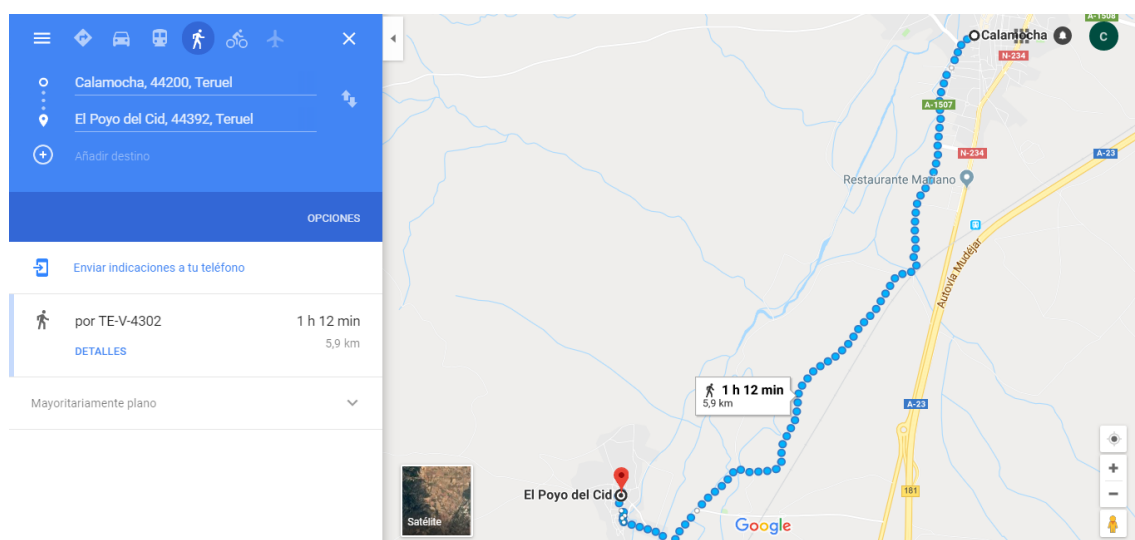 Calamocha, 44200, Teruel
El Poyo del Cid, 44392, Teruel
Añadir destino
OPCIONES
Enviar indicaciones a tu teléfono
por TE-V-4302
1 h 12 min
DETALLES
5,9 km
Mayoritariamente plano
A-1508
Calamocha
C
N-234
A-1507
N-234
A-23
Restaurante Mariano
Autovía Mudéjar
1 h 12 min
5,9 km
A-23
El Poyo del Cid
181
Satélite
Google